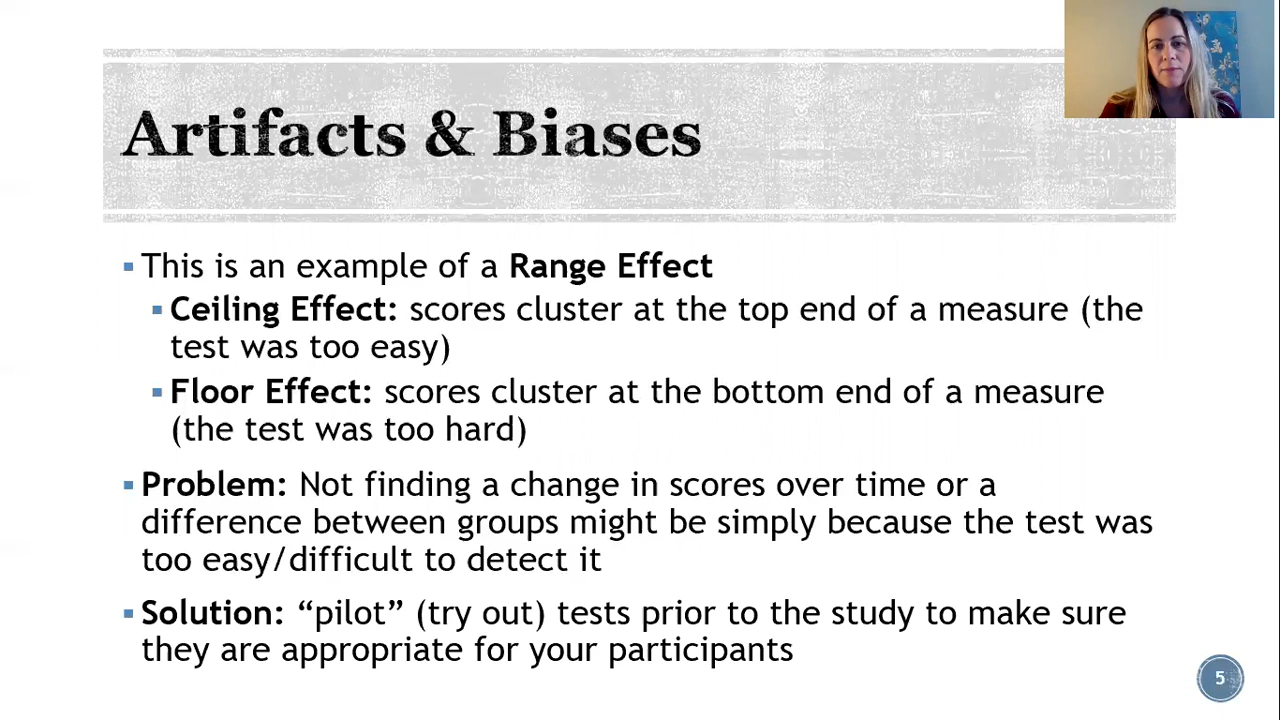 Artifacts & Biases
▪ This is an example of a Range Effect
▪ Ceiling Effect: scores cluster at the top end of a measure (the
test was too easy)
▪ Floor Effect: scores cluster at the bottom end of a measure
(the test was too hard)
▪ Problem: Not finding a change in scores over time or a
difference between groups might be simply because the test was
too easy/difficult to detect it
▪ Solution: “pilot” (try out) tests prior to the study to make sure
they are appropriate for your participants
5